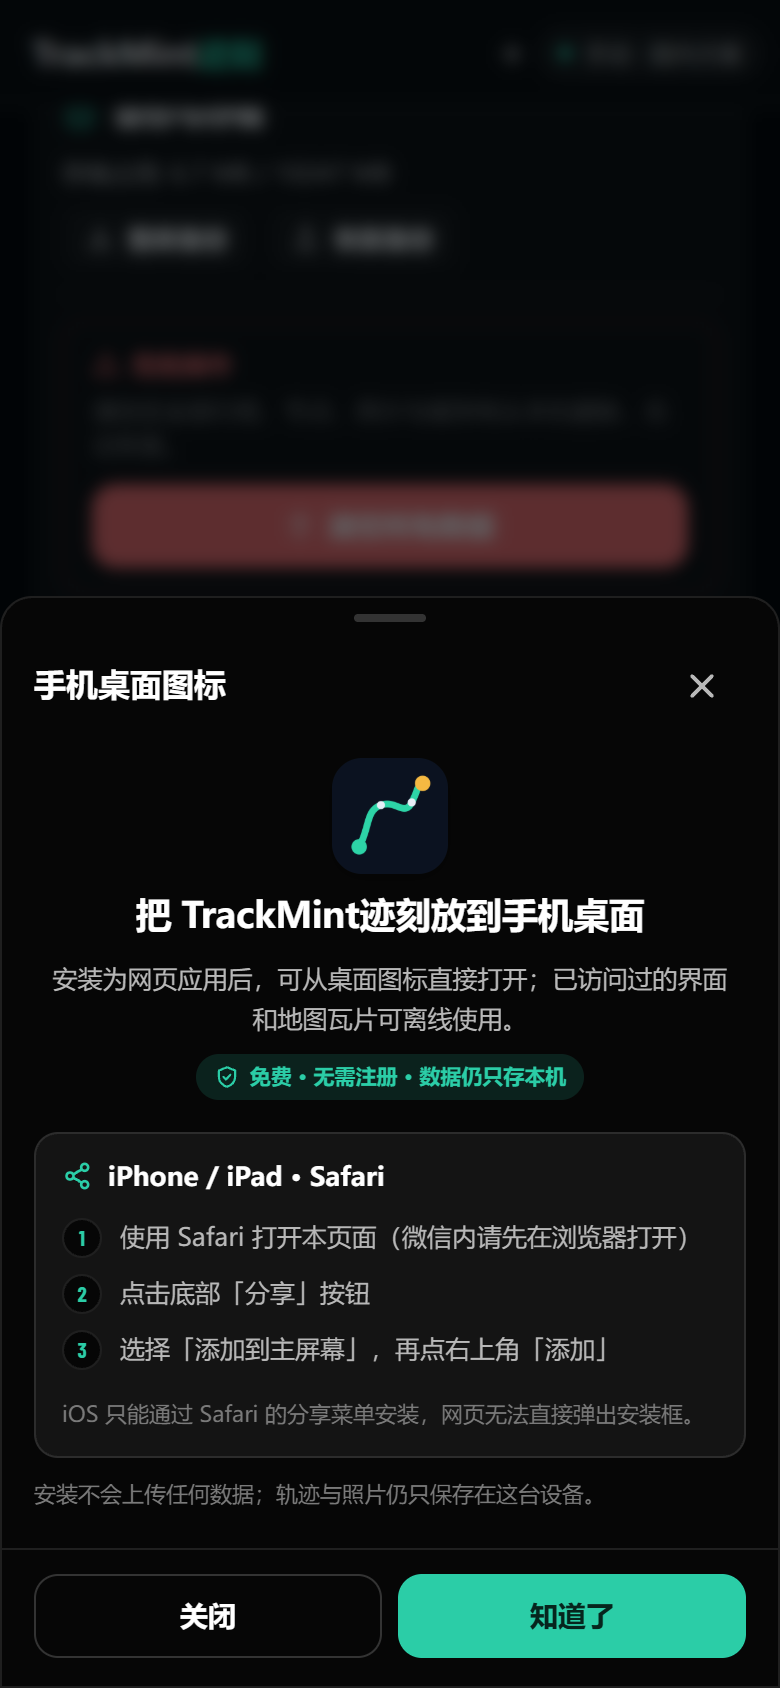 手机桌面图标
把 TrackMint迹刻放到手机桌面
安装为网页应用后，可从桌面图标直接打开；已访问过的界面
和地图瓦片可离线使用。
免费 • 无需注册 • 数据仍只存本机
iPhone / iPad • Safari
1 使用 Safari 打开本页面（微信内请先在浏览器打开）
2 点击底部「分享」按钮
3 选择「添加到主屏幕」，再点右上角「添加」
iOS 只能通过 Safari 的分享菜单安装，网页无法直接弹出安装框。
安装不会上传任何数据；轨迹与照片仍只保存在这台设备。
关闭
知道了